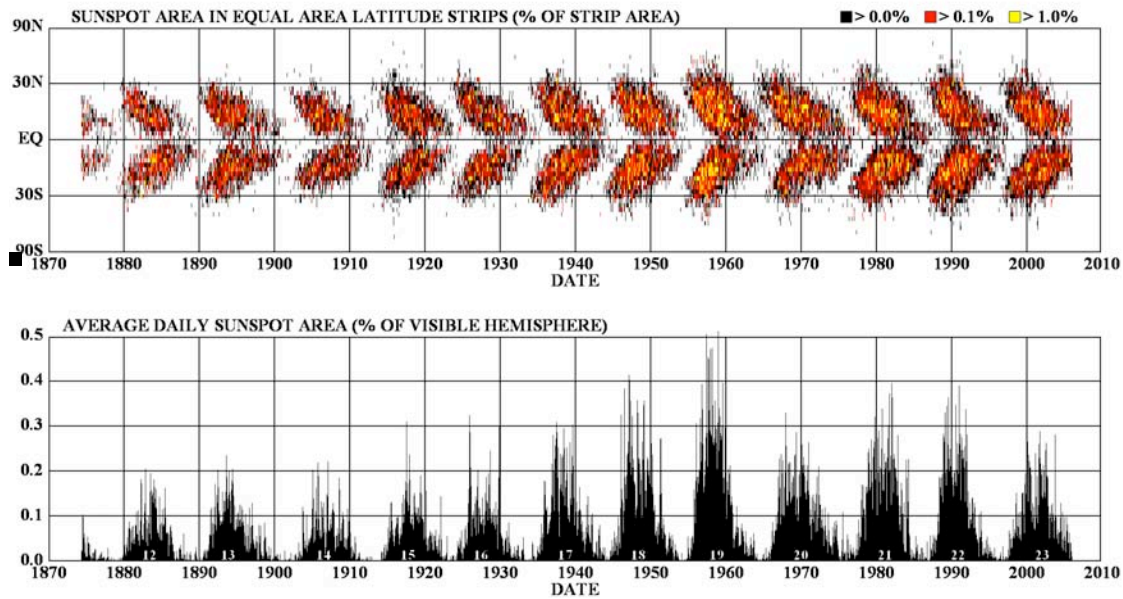 SUNSPOT AREA IN EQUAL AREA LATITUDE STRIPS (% OF STRIP AREA)
> 0.0% > 0.1% > 1.0%
90N
30N
EQ
30S
90S
1870 1880 1890 1900 1910 1920 1930 1940 1950 1960 1970 1980 1990 2000 2010
DATE
AVERAGE DAILY SUNSPOT AREA (% OF VISIBLE HEMISPHERE)
0.5
0.4
0.3
0.2
0.1
0.0
12 13 14 15 16 17 18 19 20 21 22 23
1870 1880 1890 1900 1910 1920 1930 1940 1950 1960 1970 1980 1990 2000 2010
DATE